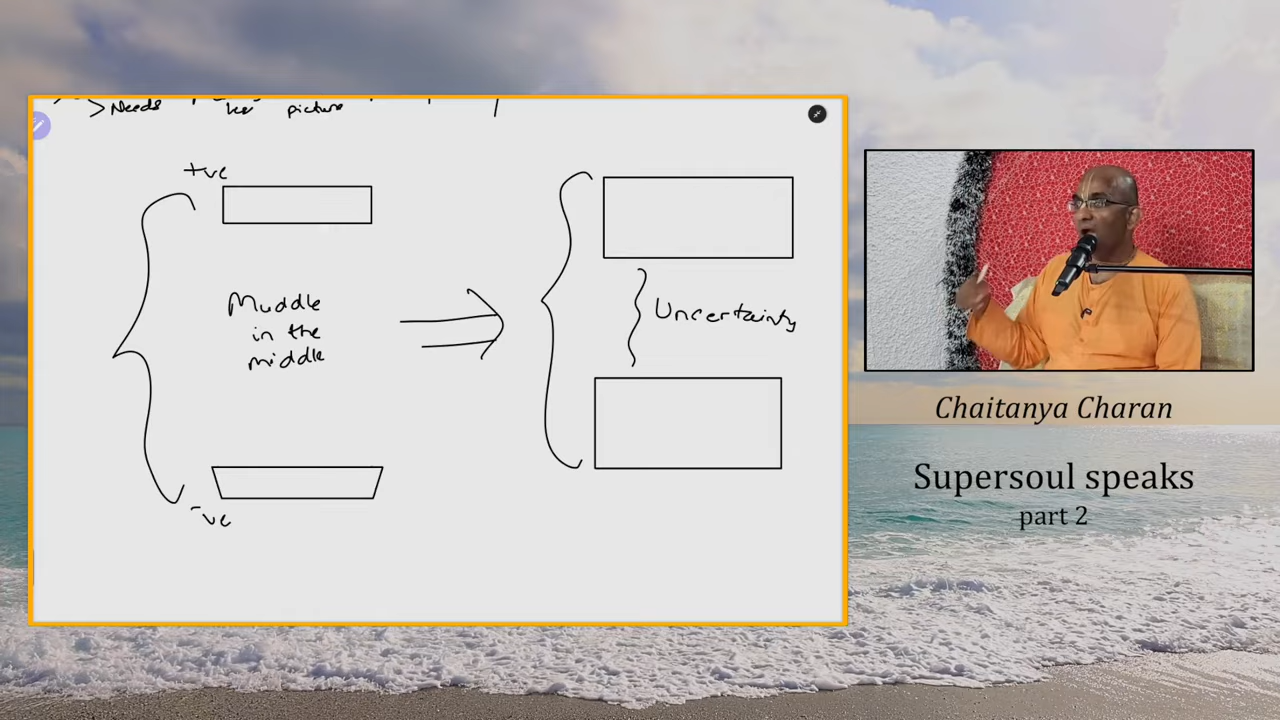 > Needs
picture
+ve
Muddle
in the
middle
Uncertainty
-ve
Chaitanya Charan
Supersoul speaks
part 2